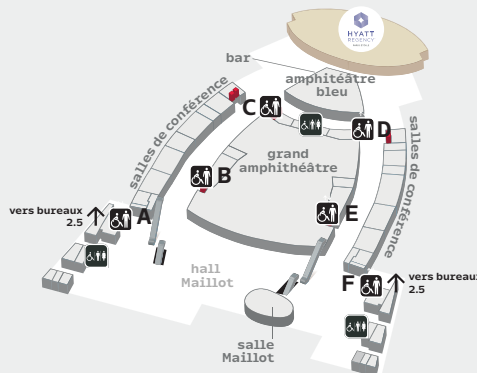 HYATT
REGENCY
bar
amphitéâtre
bleu
salles de conférence
C
D
grand
amphithéâtre
salles de conférence
B
vers bureaux
2.5
A
E
hall
Maillot
F
vers bureaux
2.5
salle
Maillot